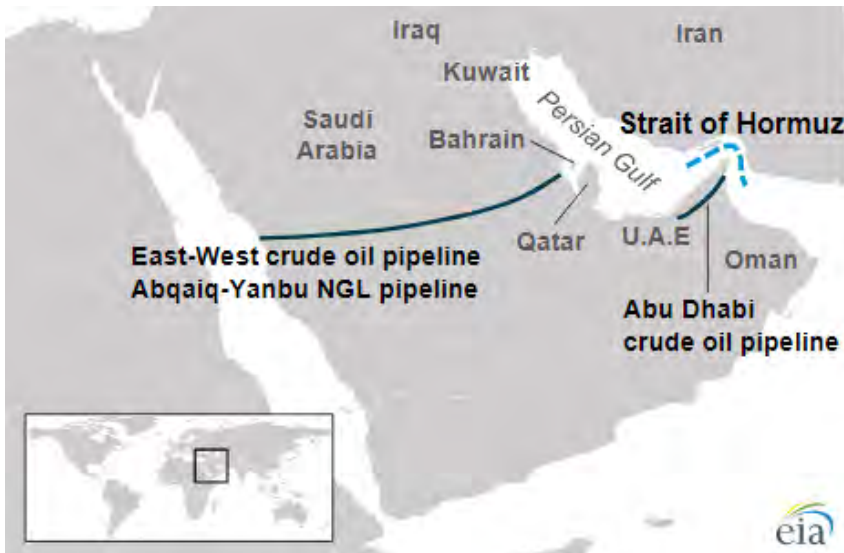 Iraq
Iran
Kuwait
Persian Gulf
Strait of Hormuz
Saudi
Arabia
Bahrain
Qatar
U.A.E
Oman
East-West crude oil pipeline
Abqaiq-Yanbu NGL pipeline
Abu Dhabi
crude oil pipeline
eia